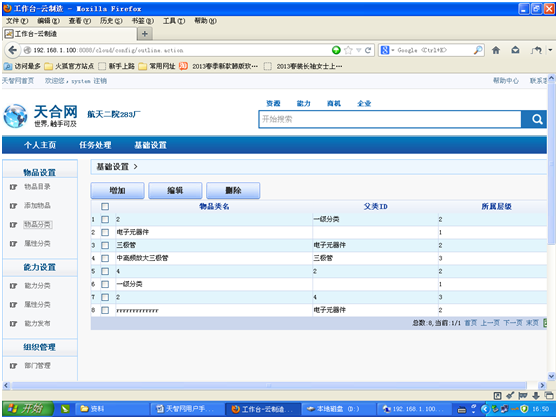 工作台-云制造 - Mozilla Firefox
文件(F) 编辑(E) 查看(V) 历史(S) 书签(B) 工具(T) 帮助(H)
工作台-云制造
192.168.1.100:8080/cloud/config/outline.action
Google <Ctrl+K>
访问最多 火狐官方站点 新手上路 常用网址 2013春季新款韩版玫... 2013春装长袖女士上...
天智网首页 欢迎您,system 注销 帮助中心 联系客
天合网
世界,触手可及
航天二院283厂
资源 能力 商机 企业
开始搜索
个人主页 任务处理 基础设置
物品设置
物品目录
添加物品
物品分类
属性分类
能力设置
能力分类
属性分类
能力发布
组织管理
部门管理
基础设置 >
增加 编辑 删除
物品类名 父类ID 所属层级
1 2 一级分类 2
2 电子元器件 1
3 三极管 电子元器件 2
4 中高频放大三极管 三极管 3
5 4 2 2
6 一级分类 1
7 2 4 3
8 rrrrrrrrrrrrr 电子元器件 2
总数:8,当前:1/1 首页 上一页 下一页 末页
开始 资料 天智网用户手... 工作台-云制造... 本地磁盘 (D:) 192.168.1.100... 16:50